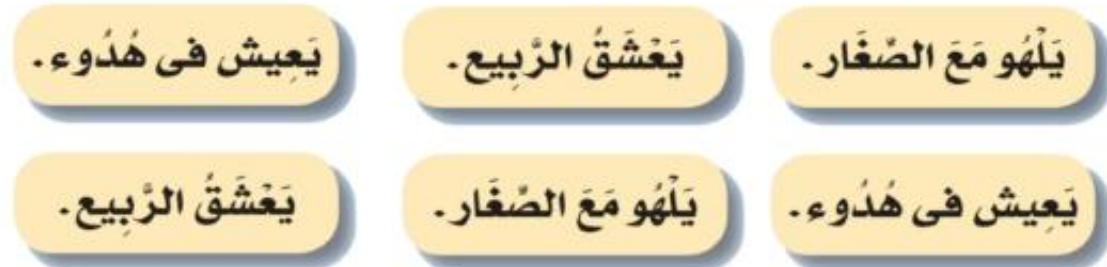 يَلْهُو مَعَ الصِّغَار.
يَعْشَقُ الرَّبِيع.
يَعِيش فى هُدُوء.
يَعِيش فى هُدُوء.
يَلْهُو مَعَ الصِّغَار.
يَعْشَقُ الرَّبِيع.